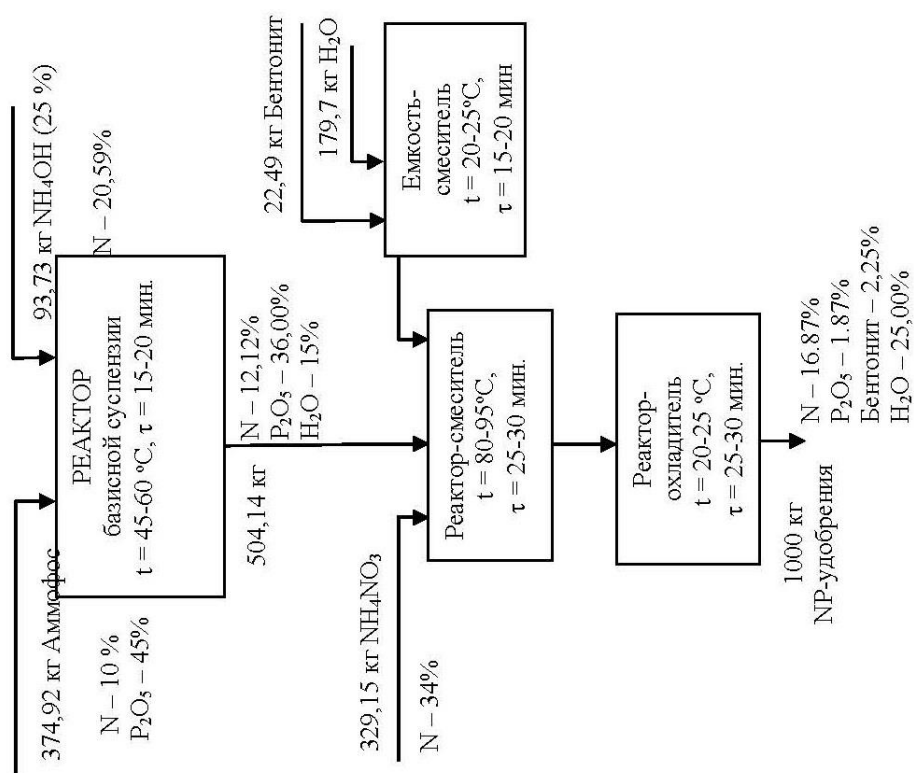 374,92 кг Аммофос
N – 10 %
P₂O₅ – 45%
93,73 кг NH₄OH (25 %)
N – 20,59%
РЕАКТОР
базисной суспензии
t = 45-60 ºC, τ = 15-20 мин.
504,14 кг
N – 12,12%
P₂O₅ – 36,00%
H₂O – 15%
22,49 кг Бентонит
179,7 кг H₂O
Емкость-
смеситель
t = 20-25ºC,
τ = 15-20 мин
329,15 кг NH₄NO₃
N – 34%
Реактор-смеситель
t = 80-95ºC,
τ = 25-30 мин.
Реактор-
охладитель
t = 20-25 ºC,
τ = 25-30 мин.
1000 кг
NP-удобрения
N – 16.87%
P₂O₅ – 1.87%
Бентонит – 2,25%
H₂O – 25,00%